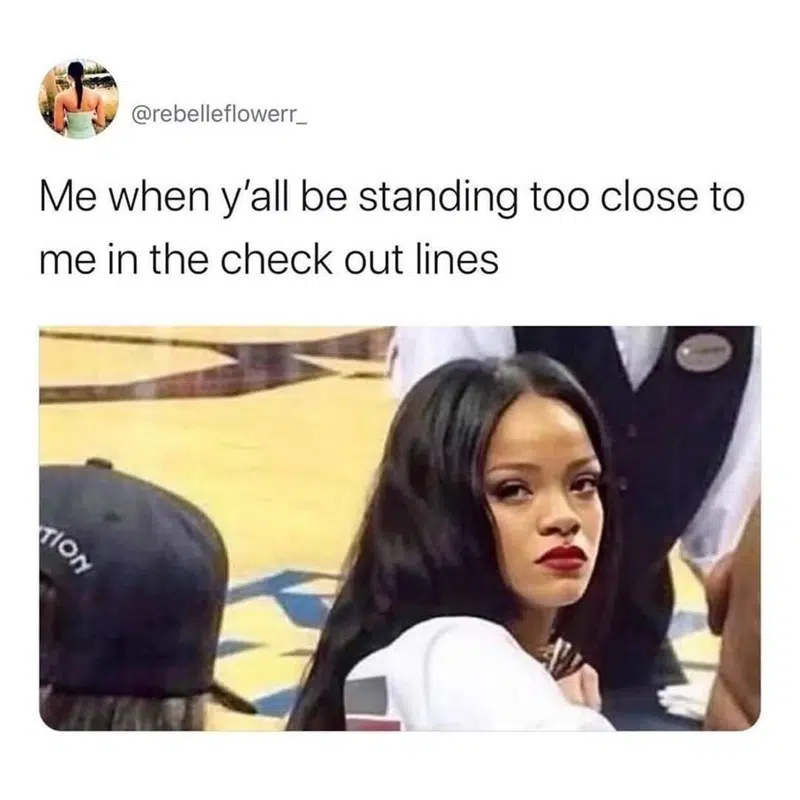 @rebelleflowerr_
Me when y'all be standing too close to
me in the check out lines
TION